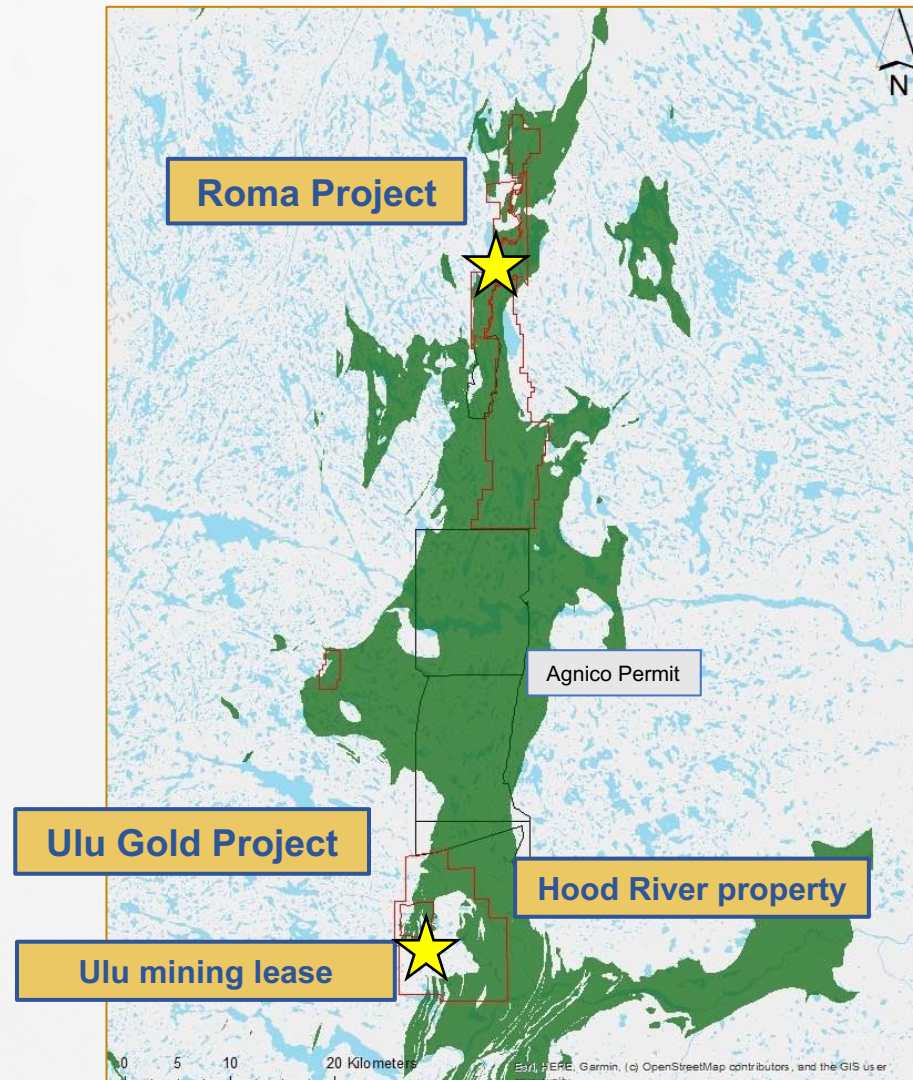 N
Roma Project
Agnico Permit
Ulu Gold Project
Hood River property
Ulu mining lease
0 5 10 20 Kilometers
Esri, HERE, Garmin, (c) OpenStreetMap contributors, and the GIS user